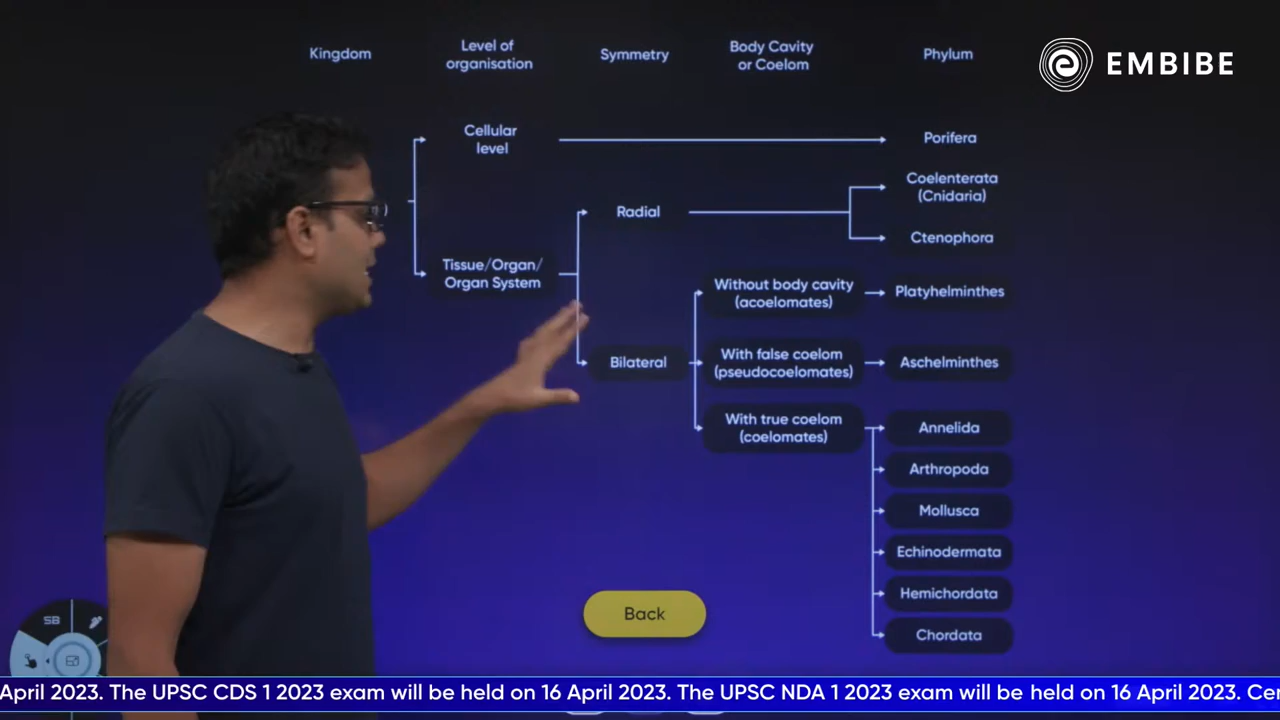 Kingdom
Level of
organisation
Symmetry
Body Cavity
or Coelom
Phylum
EMBIBE
Cellular
level
Porifera
Coelenterata
(Cnidaria)
Radial
Ctenophora
Tissue/Organ/
Organ System
Without body cavity
(acoelomates)
Platyhelminthes
Bilateral
With false coelom
(pseudocoelomates)
Aschelminthes
With true coelom
(coelomates)
Annelida
Arthropoda
Mollusca
Echinodermata
Hemichordata
Chordata
Back
SB
April 2023. The UPSC CDS 1 2023 exam will be held on 16 April 2023. The UPSC NDA 1 2023 exam will be held on 16 April 2023. Cer